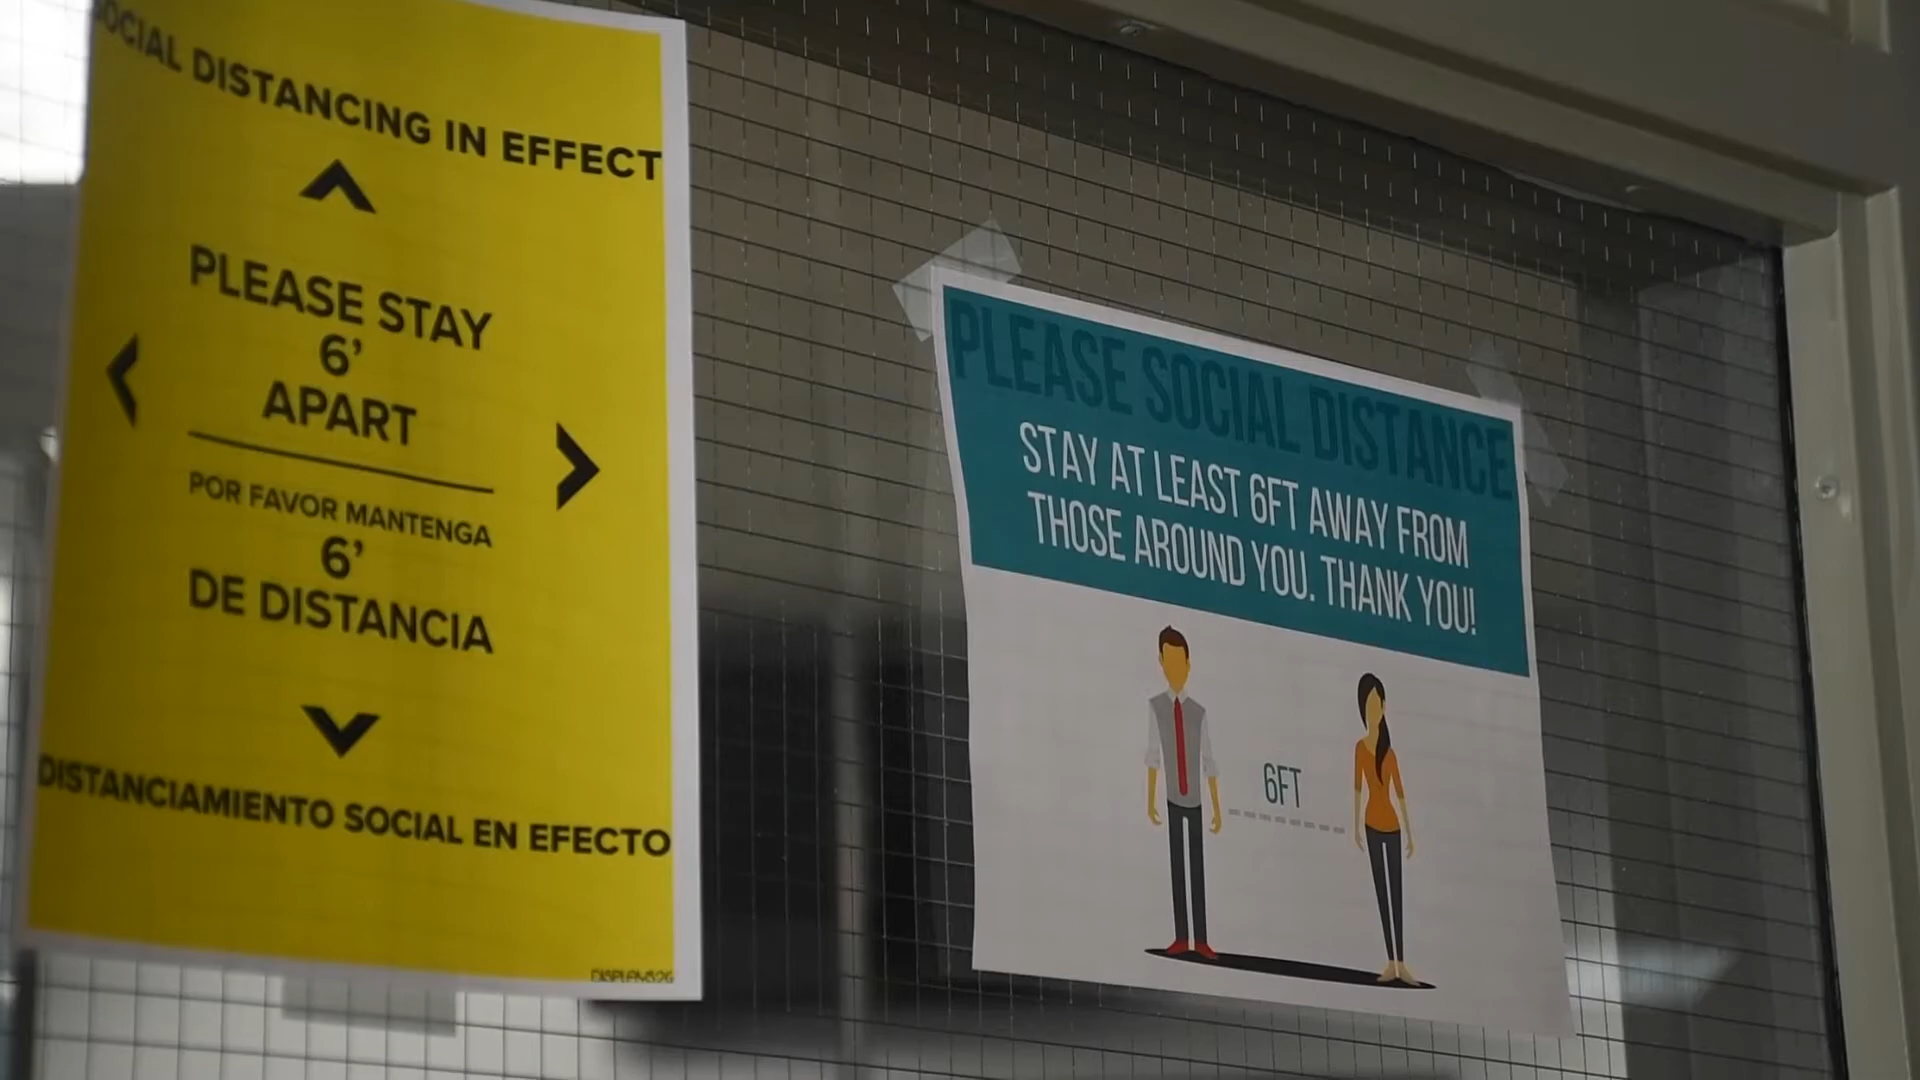 SOCIAL DISTANCING IN EFFECT
PLEASE STAY
6'
APART
POR FAVOR MANTENGA
6'
DE DISTANCIA
DISTANCIAMIENTO SOCIAL EN EFECTO
PLEASE SOCIAL DISTANCE
STAY AT LEAST 6FT AWAY FROM
THOSE AROUND YOU. THANK YOU!
6FT